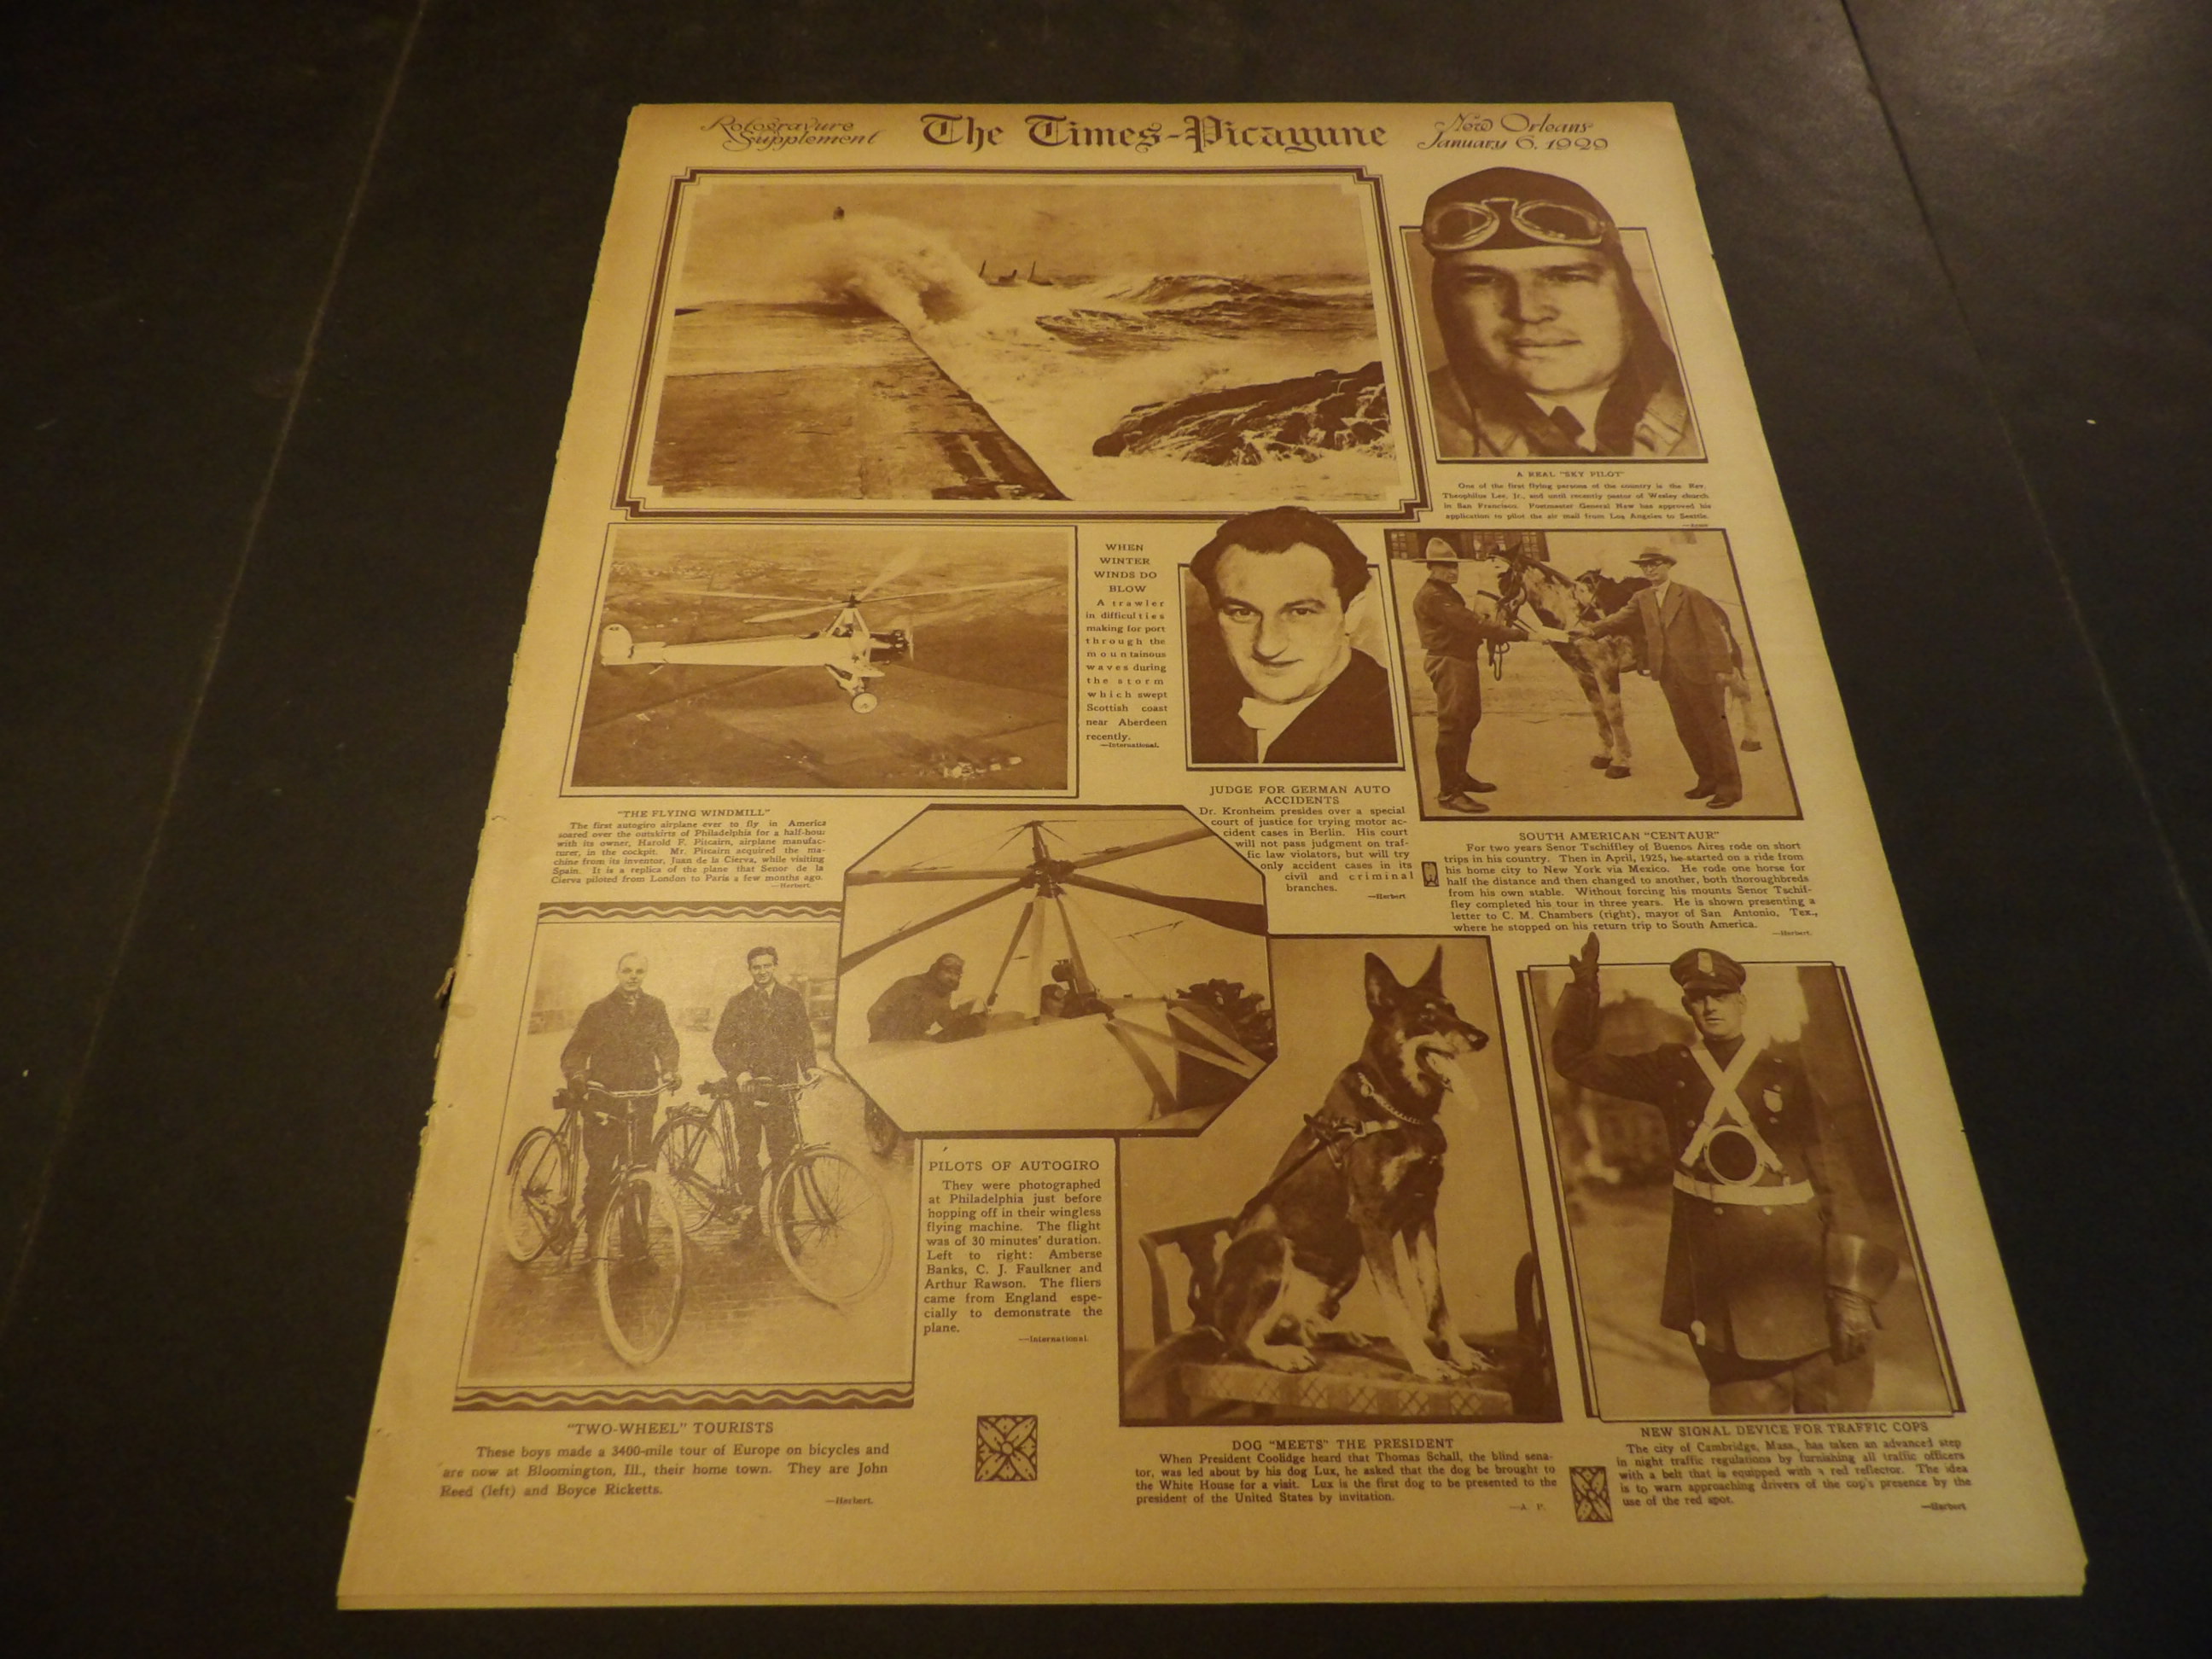 Rotogravure
Supplement
The Times-Picayune
New Orleans
January 6, 1929
A REAL "SKY PILOT"
One of the first flying persons of the country is the Rev.
Theophilus Lee, Jr., and until recently pastor of Wesley church
in San Francisco. Postmaster General New has approved his
application to pilot the air mail from Los Angeles to Seattle.
WHEN
WINTER
WINDS DO
BLOW
A trawler
in difficulties
making for port
through the
mountainous
waves during
the storm
which swept
Scottish coast
near Aberdeen
recently.
—International.
JUDGE FOR GERMAN AUTO
ACCIDENTS
Dr. Kronheim presides over a special
court of justice for trying motor ac-
cident cases in Berlin. His court
will not pass judgment on traf-
fic law violators, but will try
only accident cases in its
civil and criminal
branches.
—Herbert
"THE FLYING WINDMILL"
The first autogiro airplane ever to fly in America
soared over the outskirts of Philadelphia for a half-hour
with its owner, Harold F. Pitcairn, airplane manufac-
turer, in the cockpit. Mr. Pitcairn acquired the ma-
chine from its inventor, Juan de la Cierva, while visiting
Spain. It is a replica of the plane that Senor de la
Cierva piloted from London to Paris a few months ago.
—Herbert.
SOUTH AMERICAN "CENTAUR"
For two years Senor Tschiffley of Buenos Aires rode on short
trips in his country. Then in April, 1925, he started on a ride from
his home city to New York via Mexico. He rode one horse for
half the distance and then changed to another, both thoroughbreds
from his own stable. Without forcing his mounts Senor Tschif-
fley completed his tour in three years. He is shown presenting a
letter to C. M. Chambers (right), mayor of San Antonio, Tex.,
where he stopped on his return trip to South America.
—Herbert.
PILOTS OF AUTOGIRO
They were photographed
at Philadelphia just before
hopping off in their wingless
flying machine. The flight
was of 30 minutes' duration.
Left to right: Amberse
Banks, C. J. Faulkner and
Arthur Rawson. The fliers
came from England espe-
cially to demonstrate the
plane.
—International
"TWO-WHEEL" TOURISTS
These boys made a 3400-mile tour of Europe on bicycles and
are now at Bloomington, Ill., their home town. They are John
Reed (left) and Boyce Ricketts.
—Herbert.
DOG "MEETS" THE PRESIDENT
When President Coolidge heard that Thomas Schall, the blind sena-
tor, was led about by his dog Lux, he asked that the dog be brought to
the White House for a visit. Lux is the first dog to be presented to the
president of the United States by invitation.
—A. P.
NEW SIGNAL DEVICE FOR TRAFFIC COPS
The city of Cambridge, Mass., has taken an advanced step
in night traffic regulations by furnishing all traffic officers
with a belt that is equipped with a red reflector. The idea
is to warn approaching drivers of the cop's presence by the
use of the red spot.
—Herbert